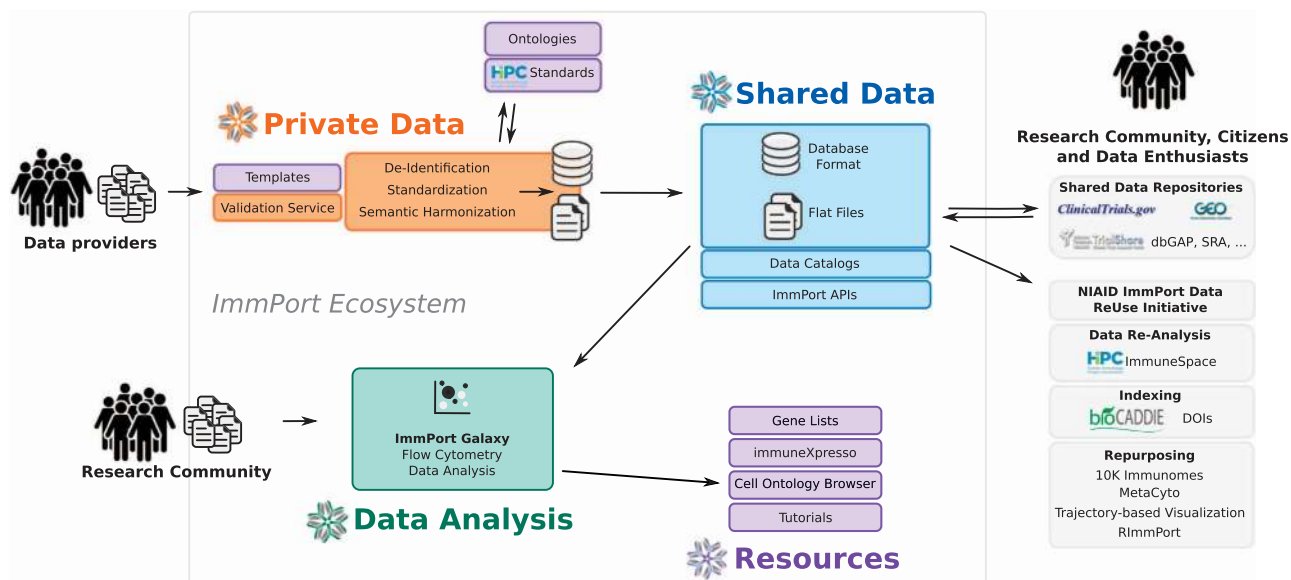 Ontologies
HIPC Standards
Private Data
Templates
Validation Service
De-Identification
Standardization
Semantic Harmonization
Data providers
ImmPort Ecosystem
Shared Data
Database
Format
Flat Files
Data Catalogs
ImmPort APIs
Research Community, Citizens
and Data Enthusiasts
Shared Data Repositories
ClinicalTrials.gov
GEO
TrialShare dbGAP, SRA, ...
NIAID ImmPort Data
ReUse Initiative
Data Re-Analysis
HIPC ImmuneSpace
Indexing
bioCADDIE DOIs
Repurposing
10K Immunomes
MetaCyto
Trajectory-based Visualization
RImmPort
Research Community
ImmPort Galaxy
Flow Cytometry
Data Analysis
Data Analysis
Gene Lists
immuneXpresso
Cell Ontology Browser
Tutorials
Resources